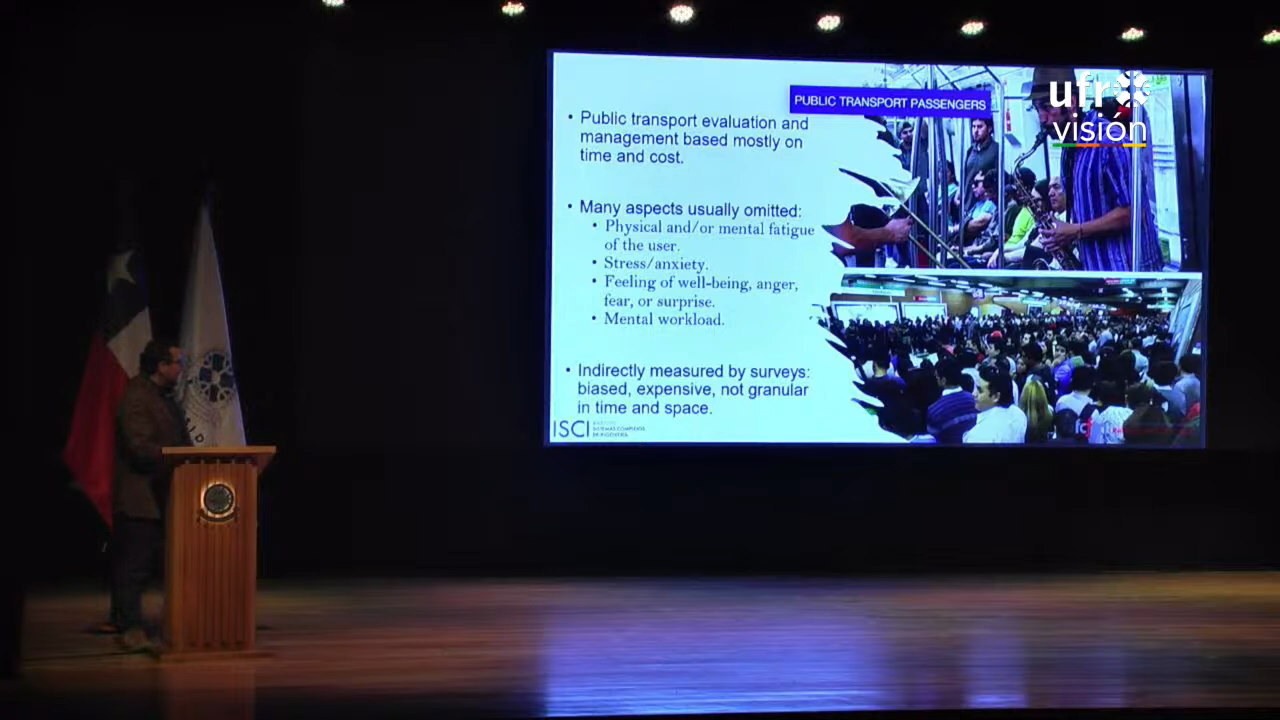 PUBLIC TRANSPORT PASSENGERS
ufro
visión
• Public transport evaluation and
management based mostly on
time and cost.
• Many aspects usually omitted:
• Physical and/or mental fatigue
of the user.
• Stress/anxiety.
• Feeling of well-being, anger,
fear, or surprise.
• Mental workload.
• Indirectly measured by surveys:
biased, expensive, not granular
in time and space.
ISCI